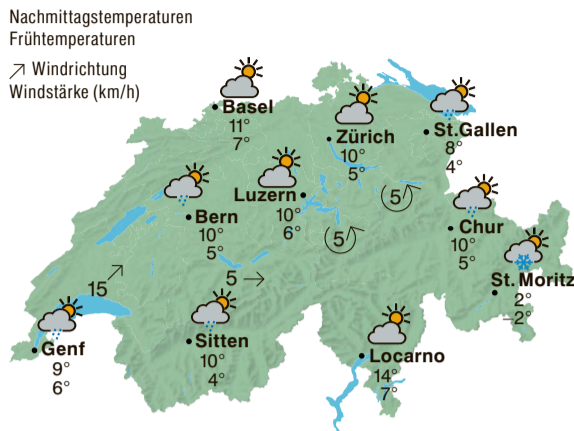 Nachmittagstemperaturen
Frühtemperaturen
Windrichtung
Windstärke (km/h)
Basel
11°
7°
Zürich
10°
5°
St.Gallen
8°
4°
Luzern
10°
6°
5
5
Bern
10°
5°
Chur
10°
5°
15
5
St. Moritz
2°
–2°
Genf
9°
6°
Sitten
10°
4°
Locarno
14°
7°